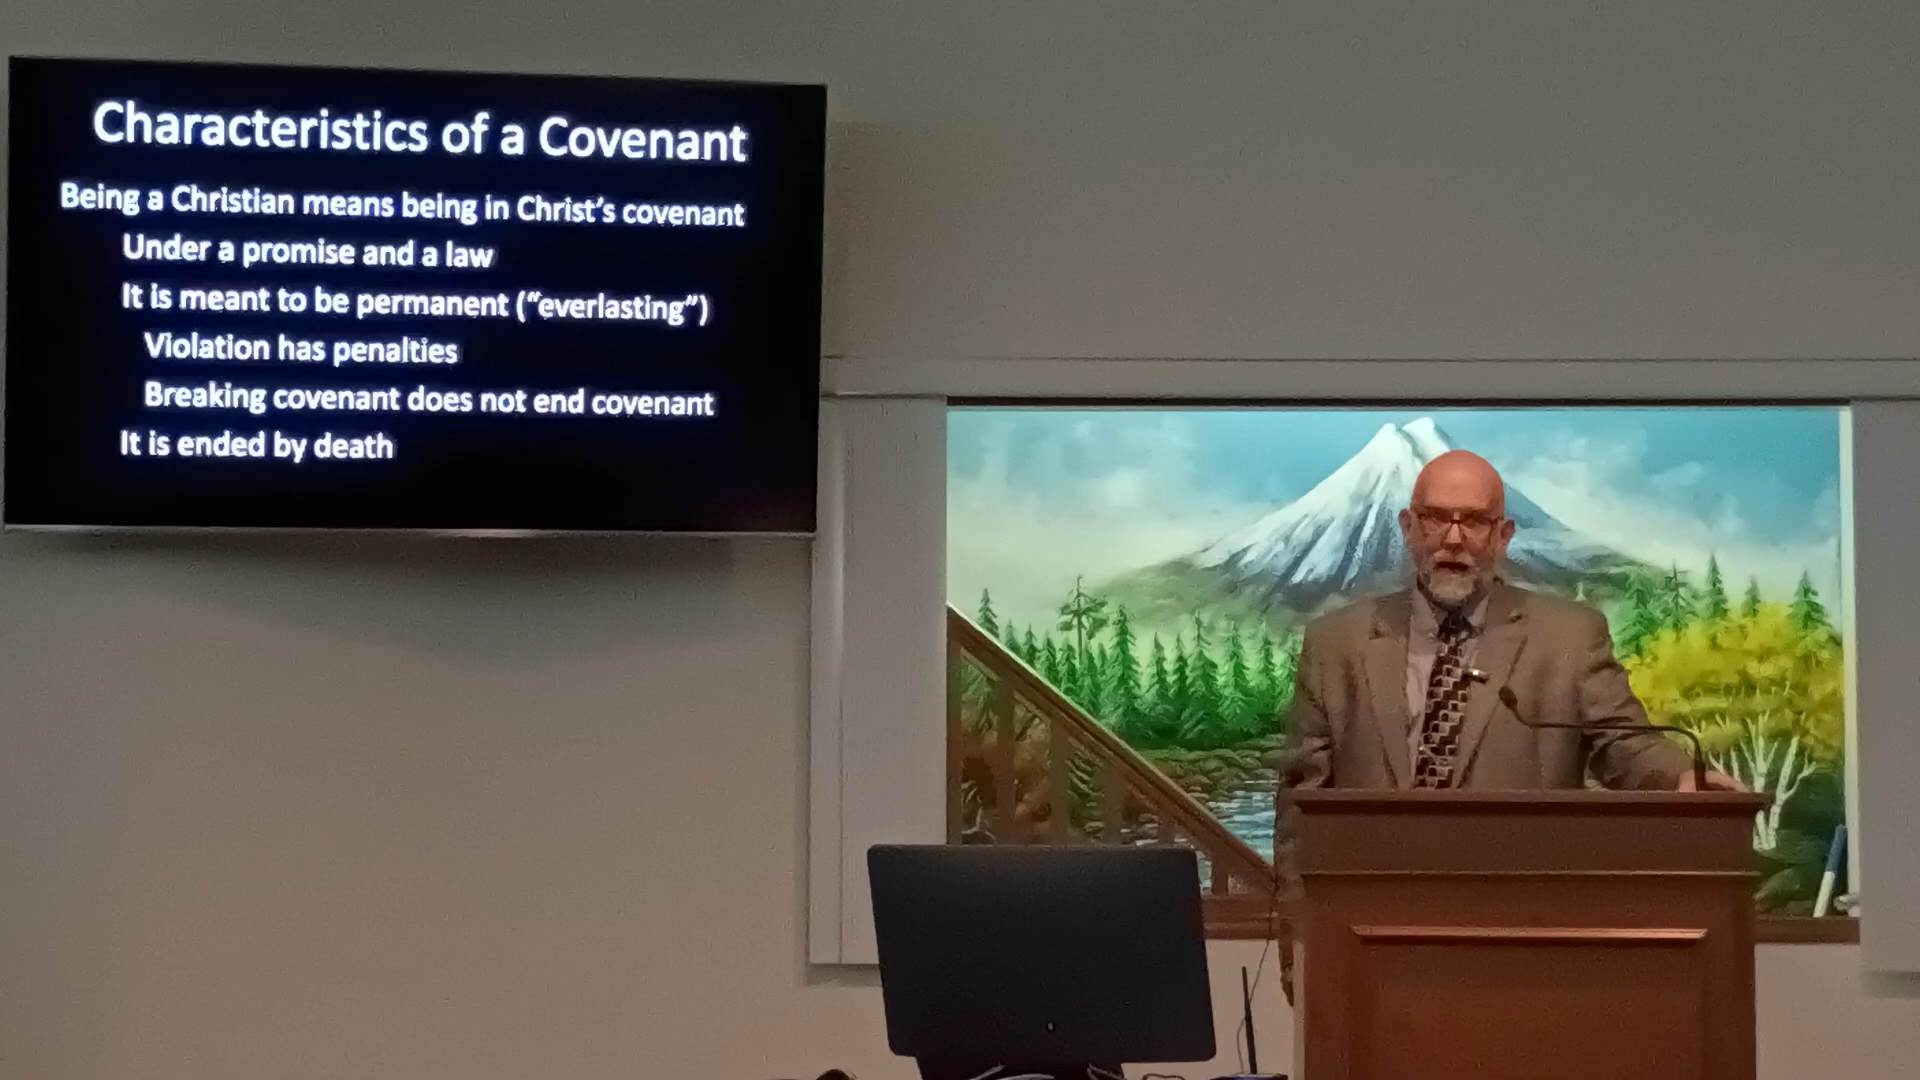 Characteristics of a Covenant
Being a Christian means being in Christ’s covenant
Under a promise and a law
It is meant to be permanent (“everlasting”)
Violation has penalties
Breaking covenant does not end covenant
It is ended by death